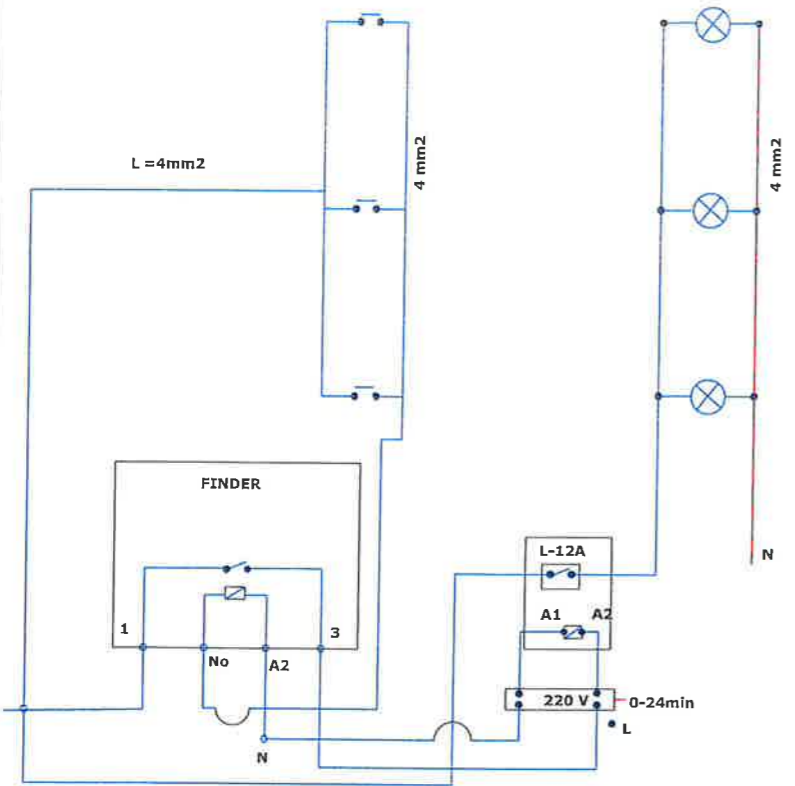 L =4mm2
4 mm2
4 mm2
FINDER
1
No
A2
3
N
L-12A
A1 A2
220 V
0-24min
L
N